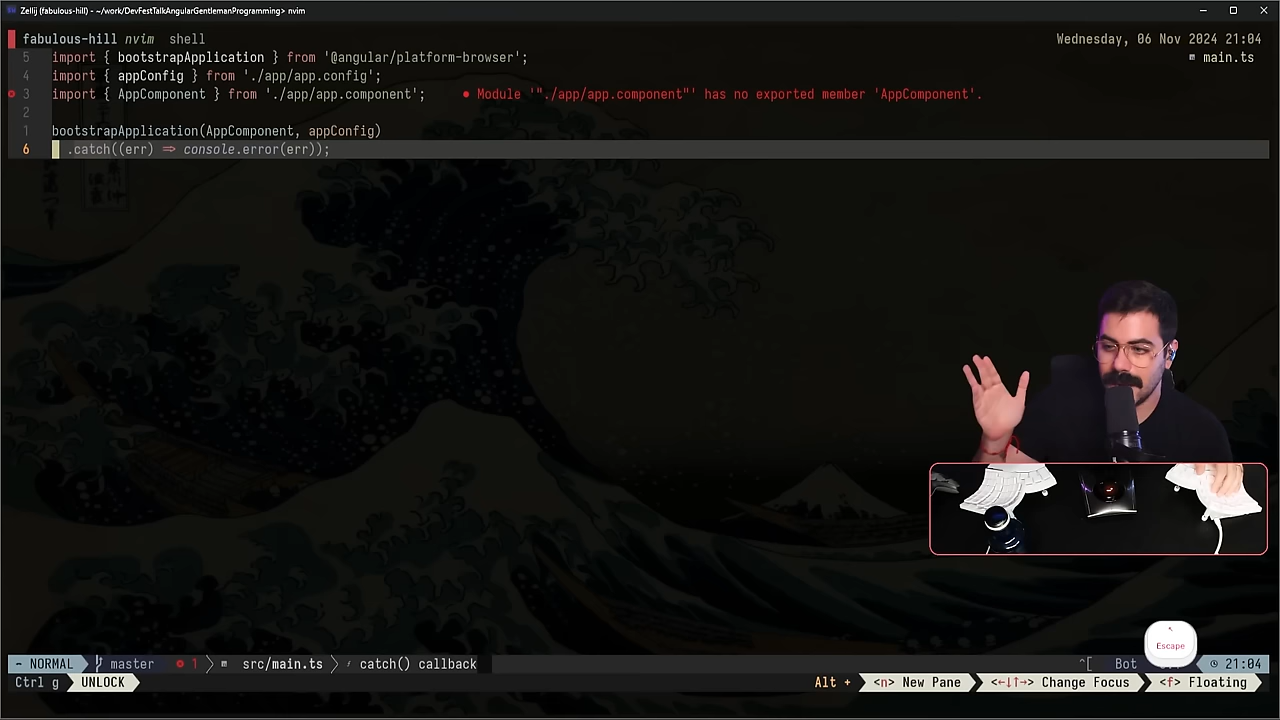 Zellij (fabulous-hill) - ~/work/DevFestTalkAngularGentlemanProgramming> nvim
fabulous-hill nvim shell Wednesday, 06 Nov 2024 21:04
5 import { bootstrapApplication } from '@angular/platform-browser'; main.ts
4 import { appConfig } from './app/app.config';
3 import { AppComponent } from './app/app.component'; ● Module '"./app/app.component"' has no exported member 'AppComponent'.
2
1 bootstrapApplication(AppComponent, appConfig)
6 .catch((err) => console.error(err));
Escape
NORMAL master 1 src/main.ts catch() callback ^[ Bot 21:04
Ctrl g UNLOCK Alt + <n> New Pane <←↓↑→> Change Focus <f> Floating